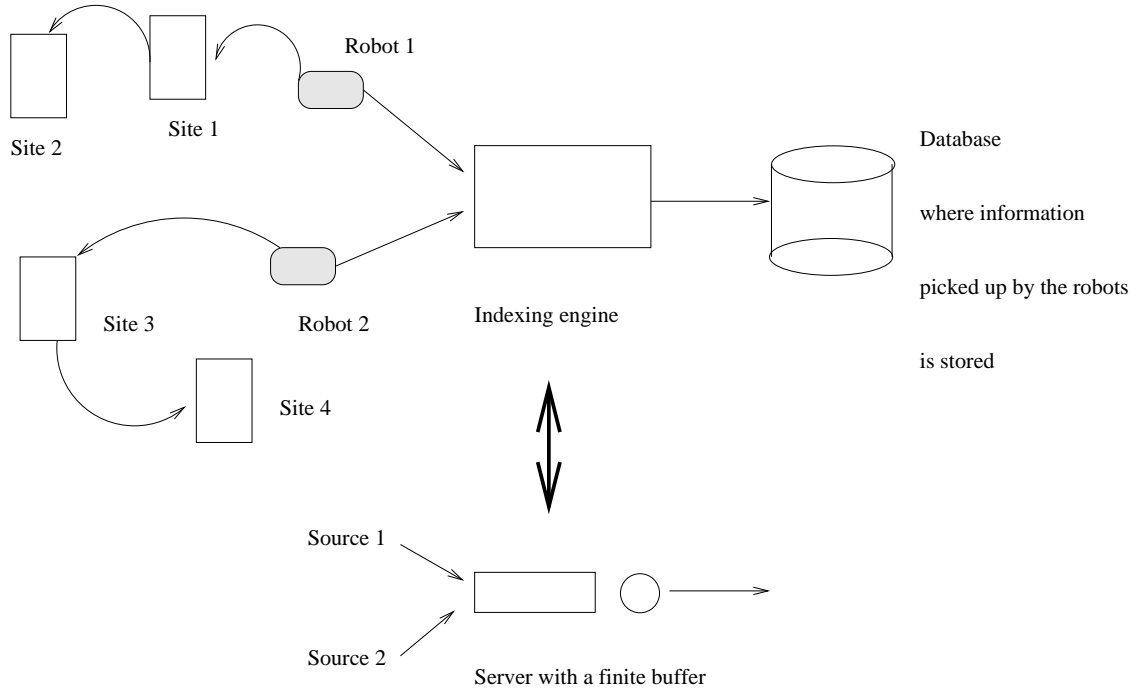 Robot 1
Site 1
Site 2
Database
where information
picked up by the robots
is stored
Site 3
Robot 2
Indexing engine
Site 4
Source 1
Source 2
Server with a finite buffer